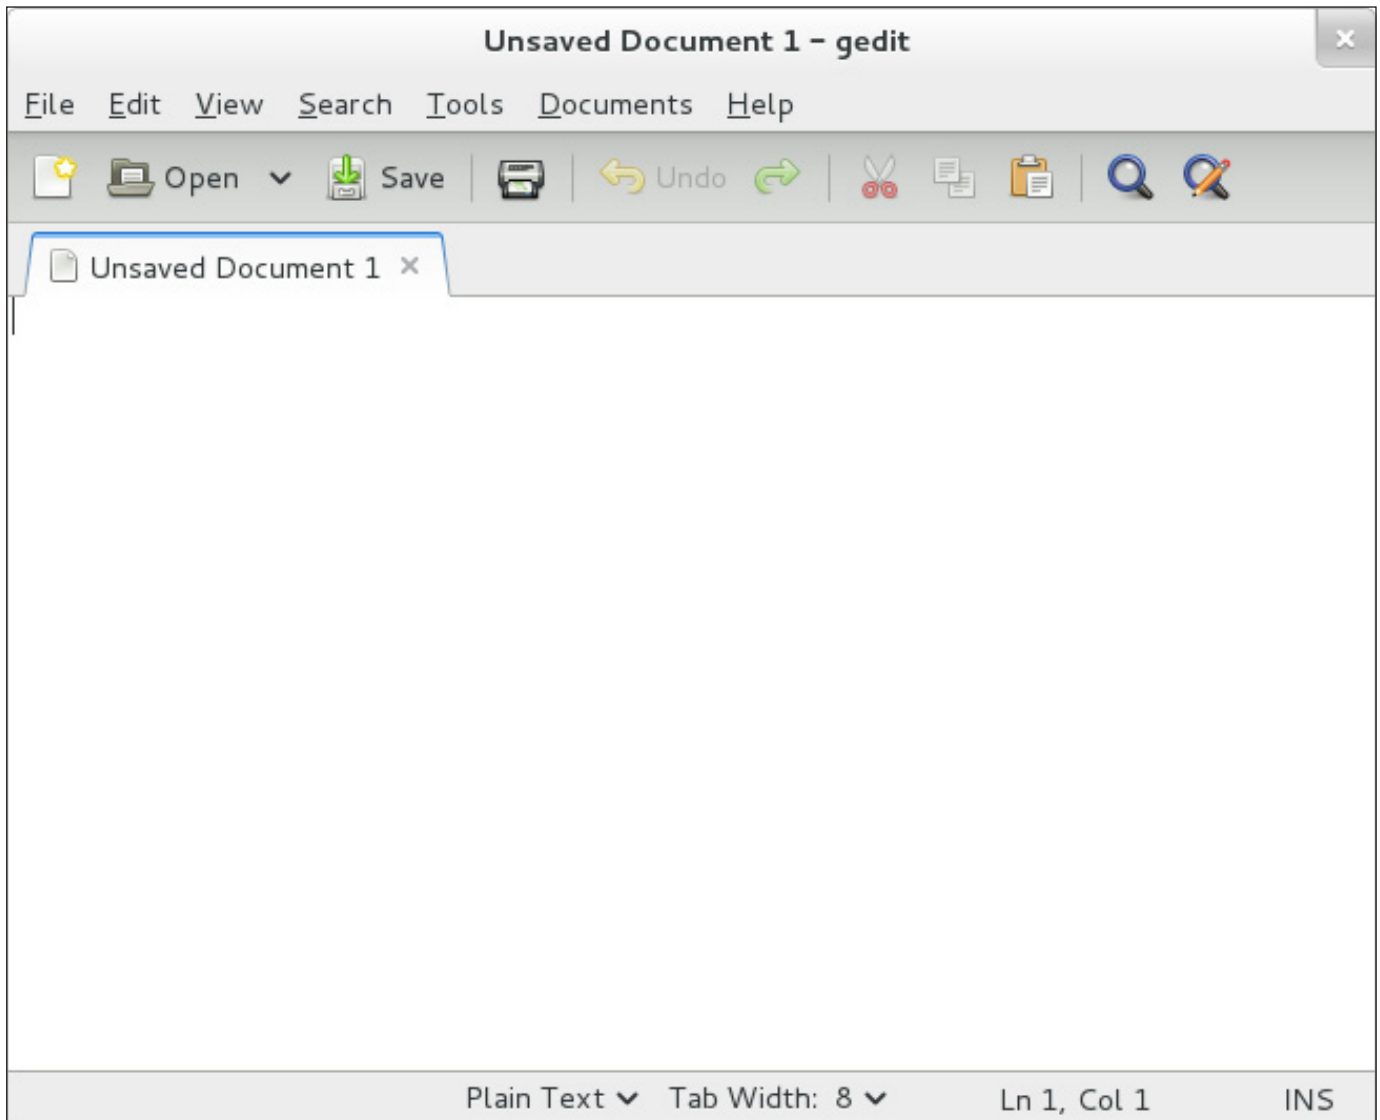 Unsaved Document 1 – gedit
File Edit View Search Tools Documents Help
Open Save Undo
Unsaved Document 1
Plain Text Tab Width: 8 Ln 1, Col 1 INS